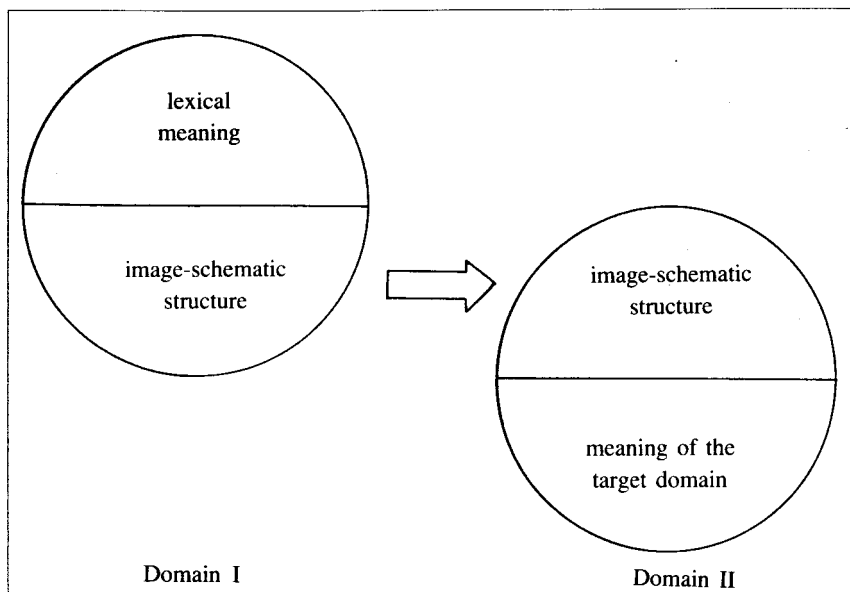 lexical
meaning
image-schematic
structure
image-schematic
structure
meaning of the
target domain
Domain I
Domain II